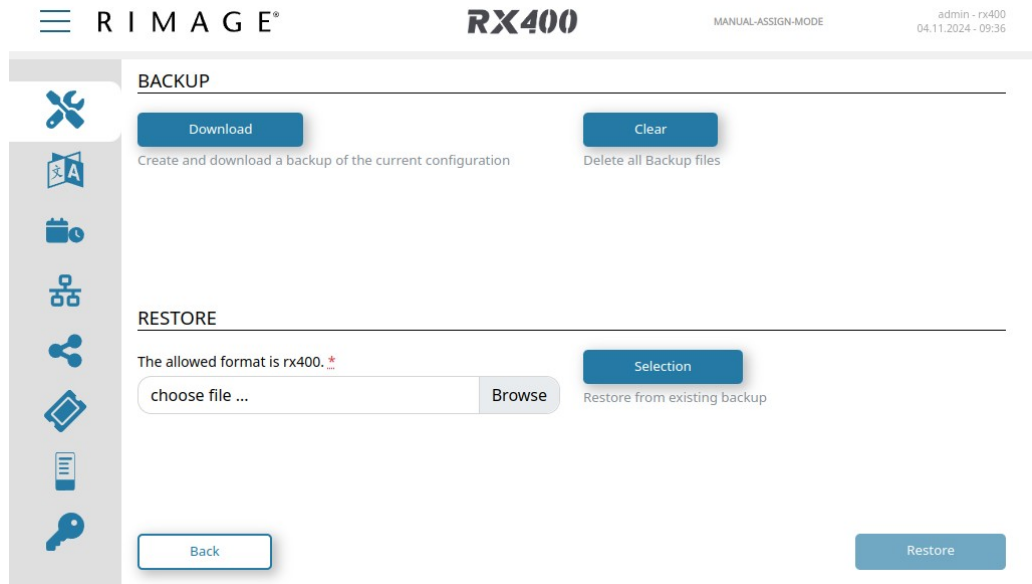 RIMAGE®
RX400
MANUAL-ASSIGN-MODE
admin - rx400
04.11.2024 - 09:36
BACKUP
Download
Clear
Create and download a backup of the current configuration
Delete all Backup files
文 A
RESTORE
The allowed format is rx400. *
Selection
choose file ...
Browse
Restore from existing backup
Back
Restore